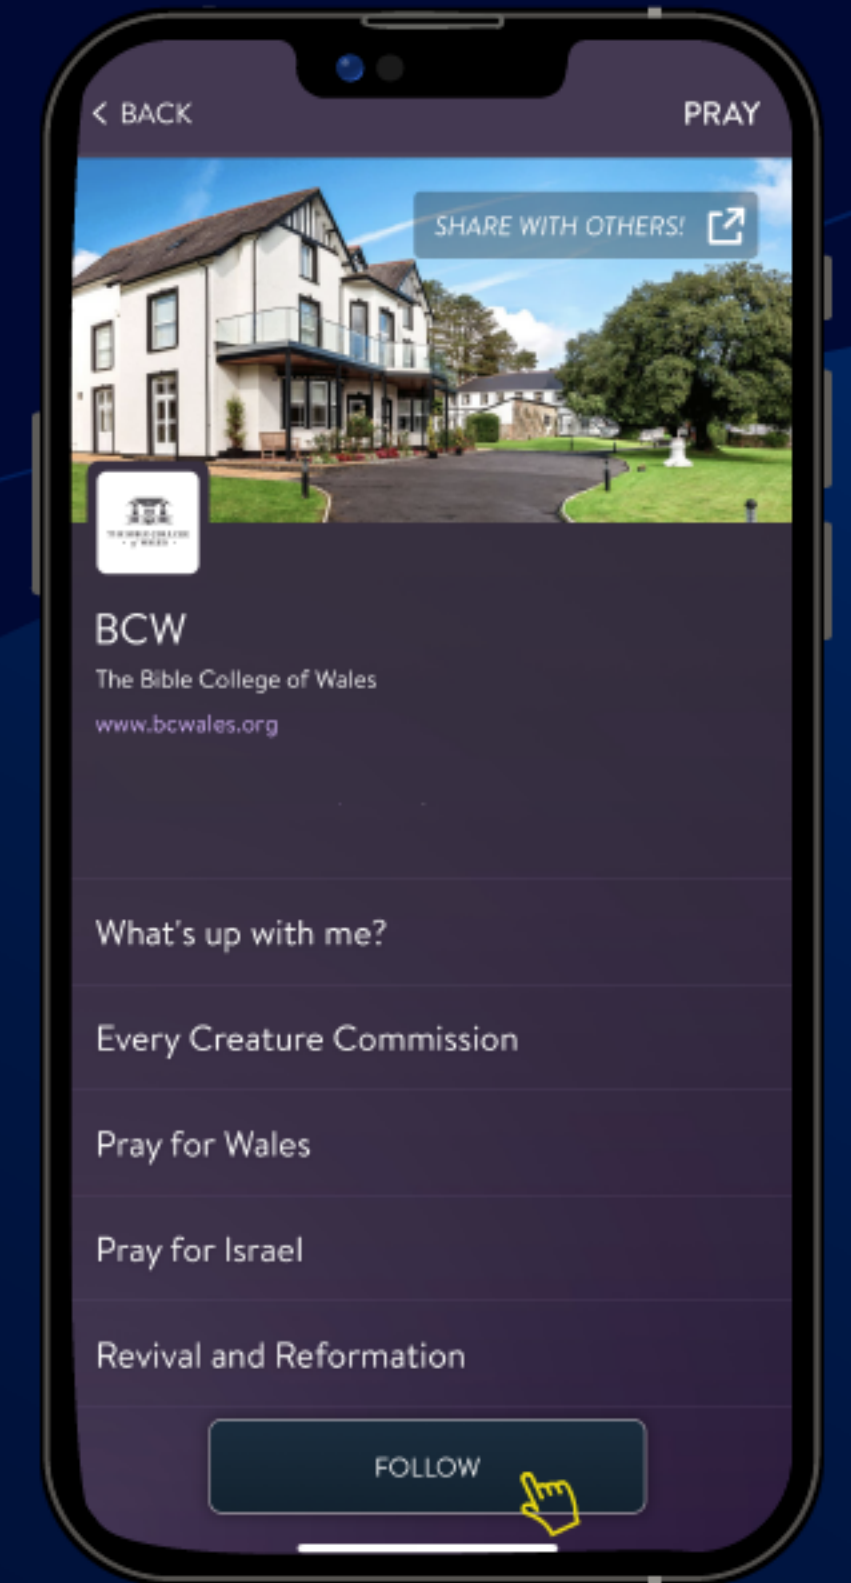 < BACK
PRAY
SHARE WITH OTHERS!
BCW
The Bible College of Wales
www.bcwales.org
What's up with me?
Every Creature Commission
Pray for Wales
Pray for Israel
Revival and Reformation
FOLLOW